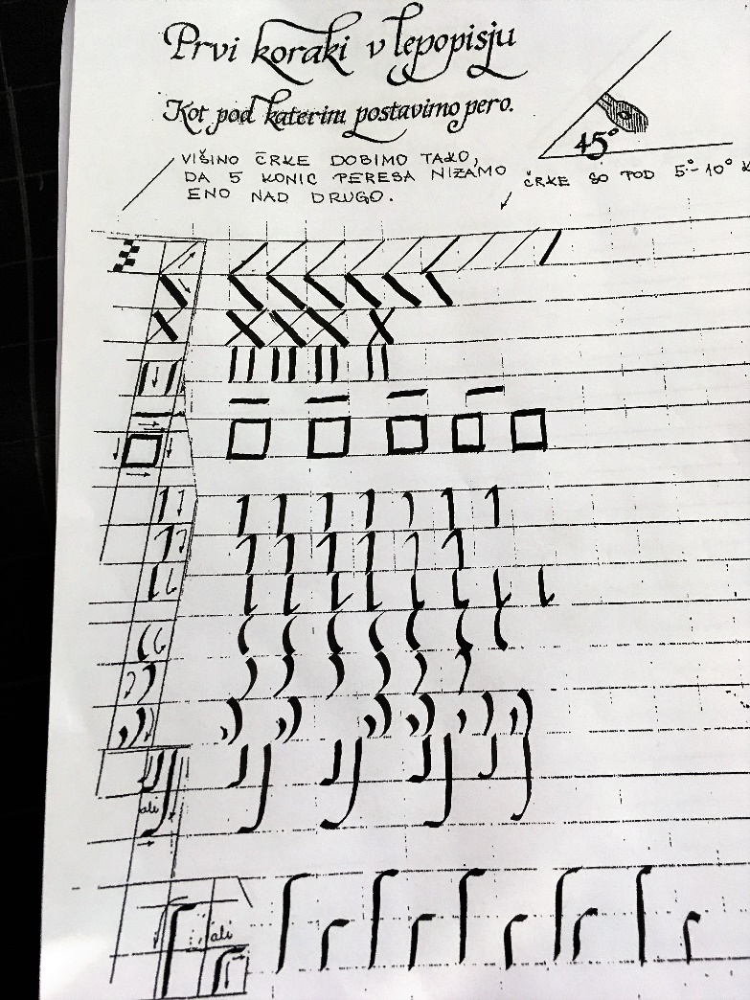 Prvi koraki v lepopisju
Kot pod katerim postavimo pero.
45°
VIŠINO ČRKE DOBIMO TAKO,
DA 5 KONIC PERESA NIZAMO
ENO NAD DRUGO.
ČRKE SO POD 5°-10° K
ali
ali